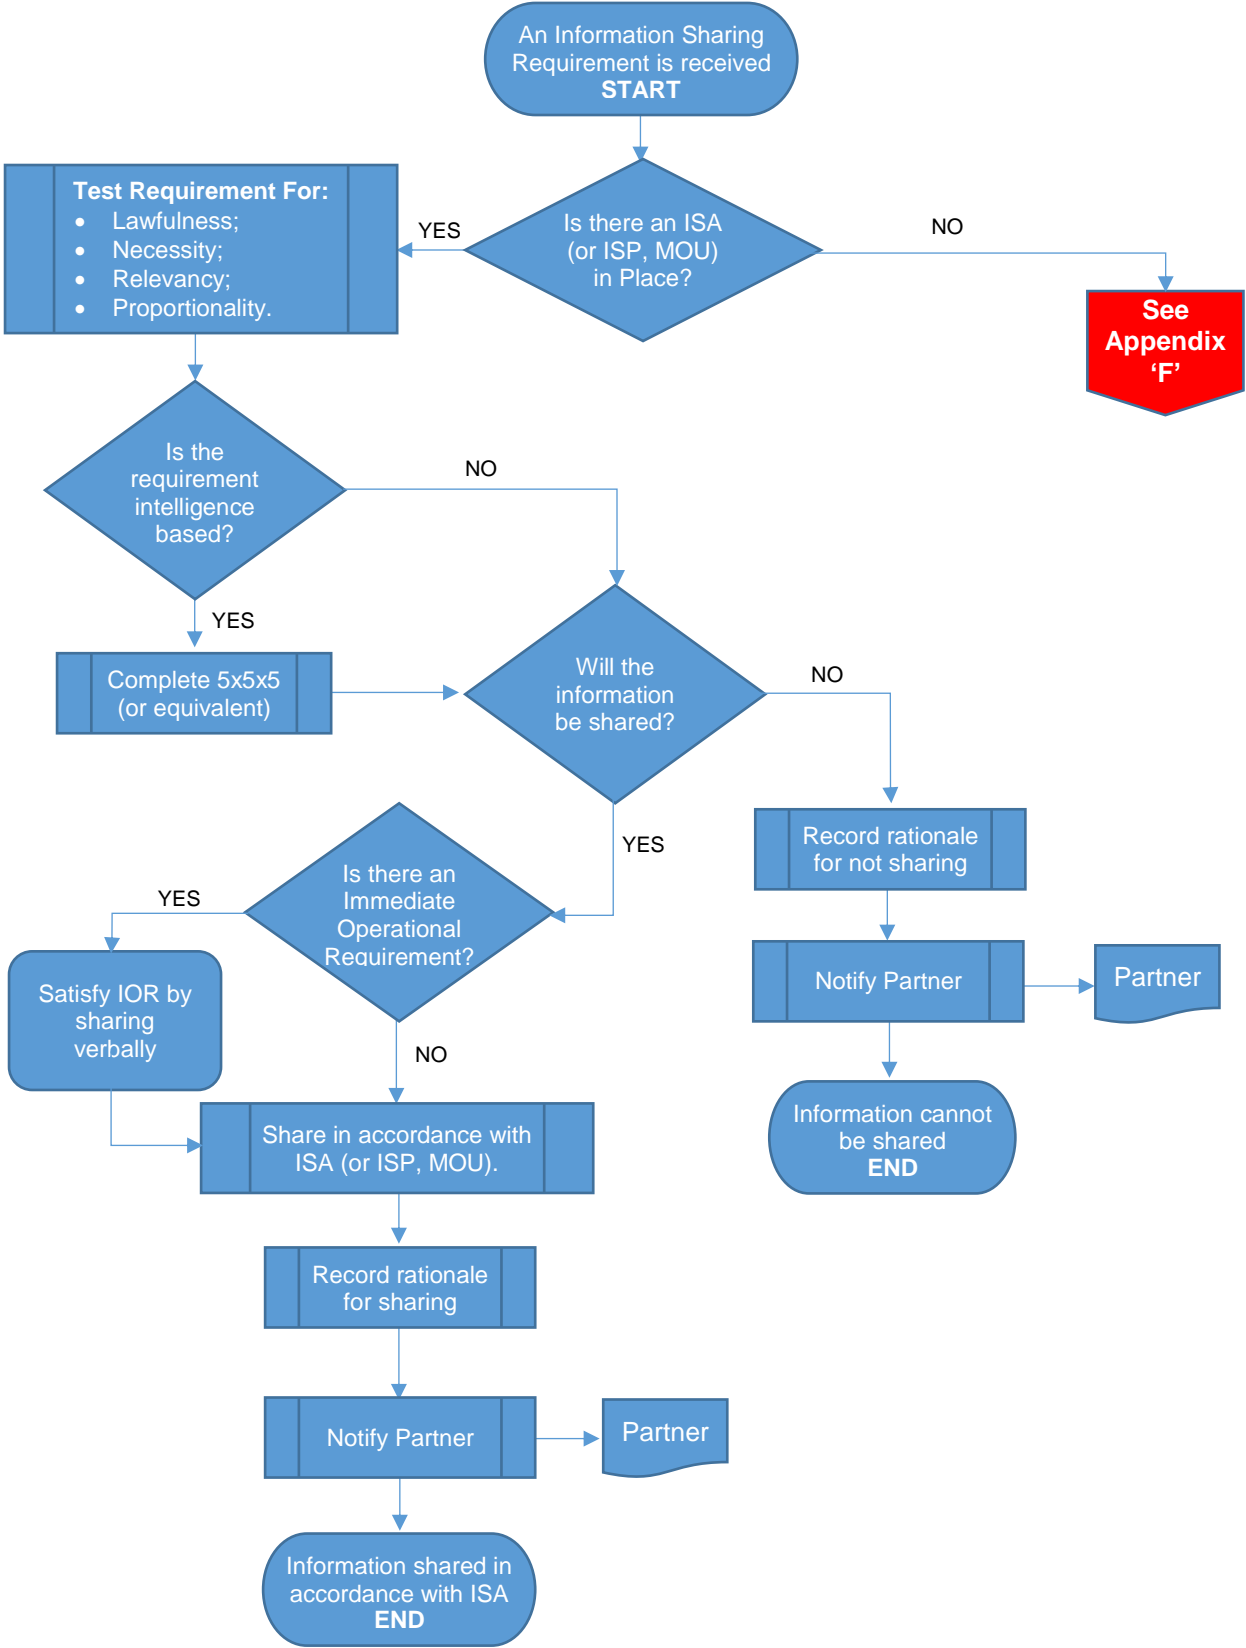 An Information Sharing
Requirement is received
START
Test Requirement For:
• Lawfulness;
• Necessity;
• Relevancy;
• Proportionality.
YES
Is there an ISA
(or ISP, MOU)
in Place?
NO
See
Appendix
‘F’
Is the
requirement
intelligence
based?
NO
YES
Complete 5x5x5
(or equivalent)
Will the
information
be shared?
NO
YES
Is there an
Immediate
Operational
Requirement?
YES
NO
Satisfy IOR by
sharing
verbally
Record rationale
for not sharing
Notify Partner
Partner
Information cannot
be shared
END
Share in accordance with
ISA (or ISP, MOU).
Record rationale
for sharing
Notify Partner
Partner
Information shared in
accordance with ISA
END